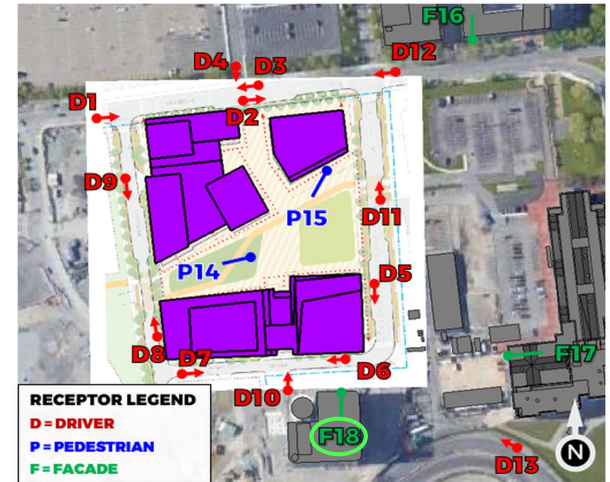 F16
D4
D3
D12
D1
D2
D9
D11
P15
P14
D5
D8
D7
D6
D10
F17
F18
D13
N
RECEPTOR LEGEND
D = DRIVER
P = PEDESTRIAN
F = FACADE